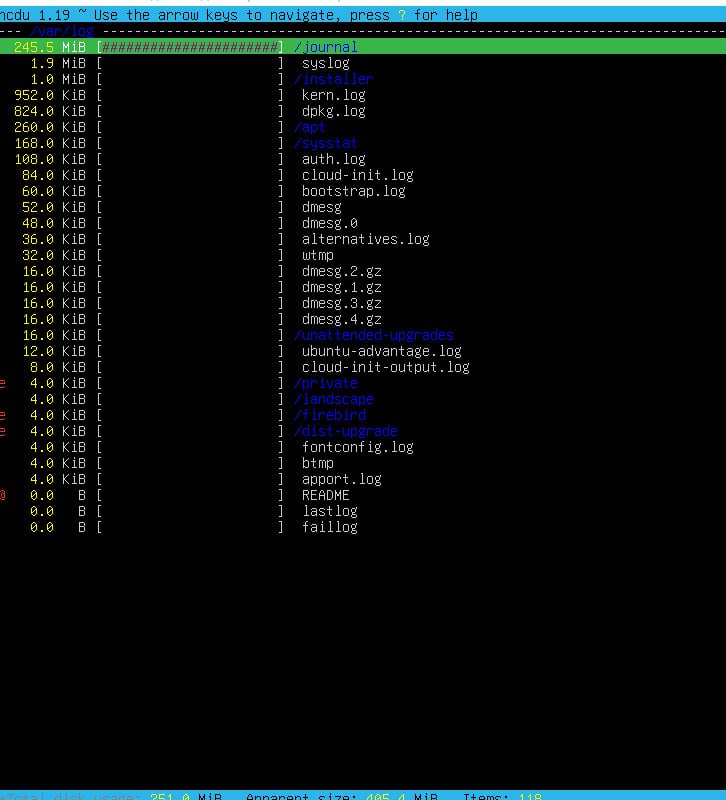 ncdu 1.19 ~ Use the arrow keys to navigate, press ? for help
--- /var/log ---
245.5 MiB [######################] /journal
1.9 MiB [                      ]  syslog
1.0 MiB [                      ] /installer
952.0 KiB [                      ]  kern.log
824.0 KiB [                      ]  dpkg.log
260.0 KiB [                      ] /apt
168.0 KiB [                      ] /sysstat
108.0 KiB [                      ]  auth.log
84.0 KiB [                      ]  cloud-init.log
60.0 KiB [                      ]  bootstrap.log
52.0 KiB [                      ]  dmesg
48.0 KiB [                      ]  dmesg.0
36.0 KiB [                      ]  alternatives.log
32.0 KiB [                      ]  wtmp
16.0 KiB [                      ]  dmesg.2.gz
16.0 KiB [                      ]  dmesg.1.gz
16.0 KiB [                      ]  dmesg.3.gz
16.0 KiB [                      ]  dmesg.4.gz
16.0 KiB [                      ] /unattended-upgrades
12.0 KiB [                      ]  ubuntu-advantage.log
8.0 KiB [                      ]  cloud-init-output.log
e 4.0 KiB [                      ] /private
4.0 KiB [                      ] /landscape
e 4.0 KiB [                      ] /firebird
e 4.0 KiB [                      ] /dist-upgrade
4.0 KiB [                      ]  fontconfig.log
4.0 KiB [                      ]  btmp
4.0 KiB [                      ]  apport.log
@ 0.0 B [                      ]  README
0.0 B [                      ]  lastlog
0.0 B [                      ]  faillog
*Total disk usage: 251.0 MiB Apparent size: 405.4 MiB Items: 118